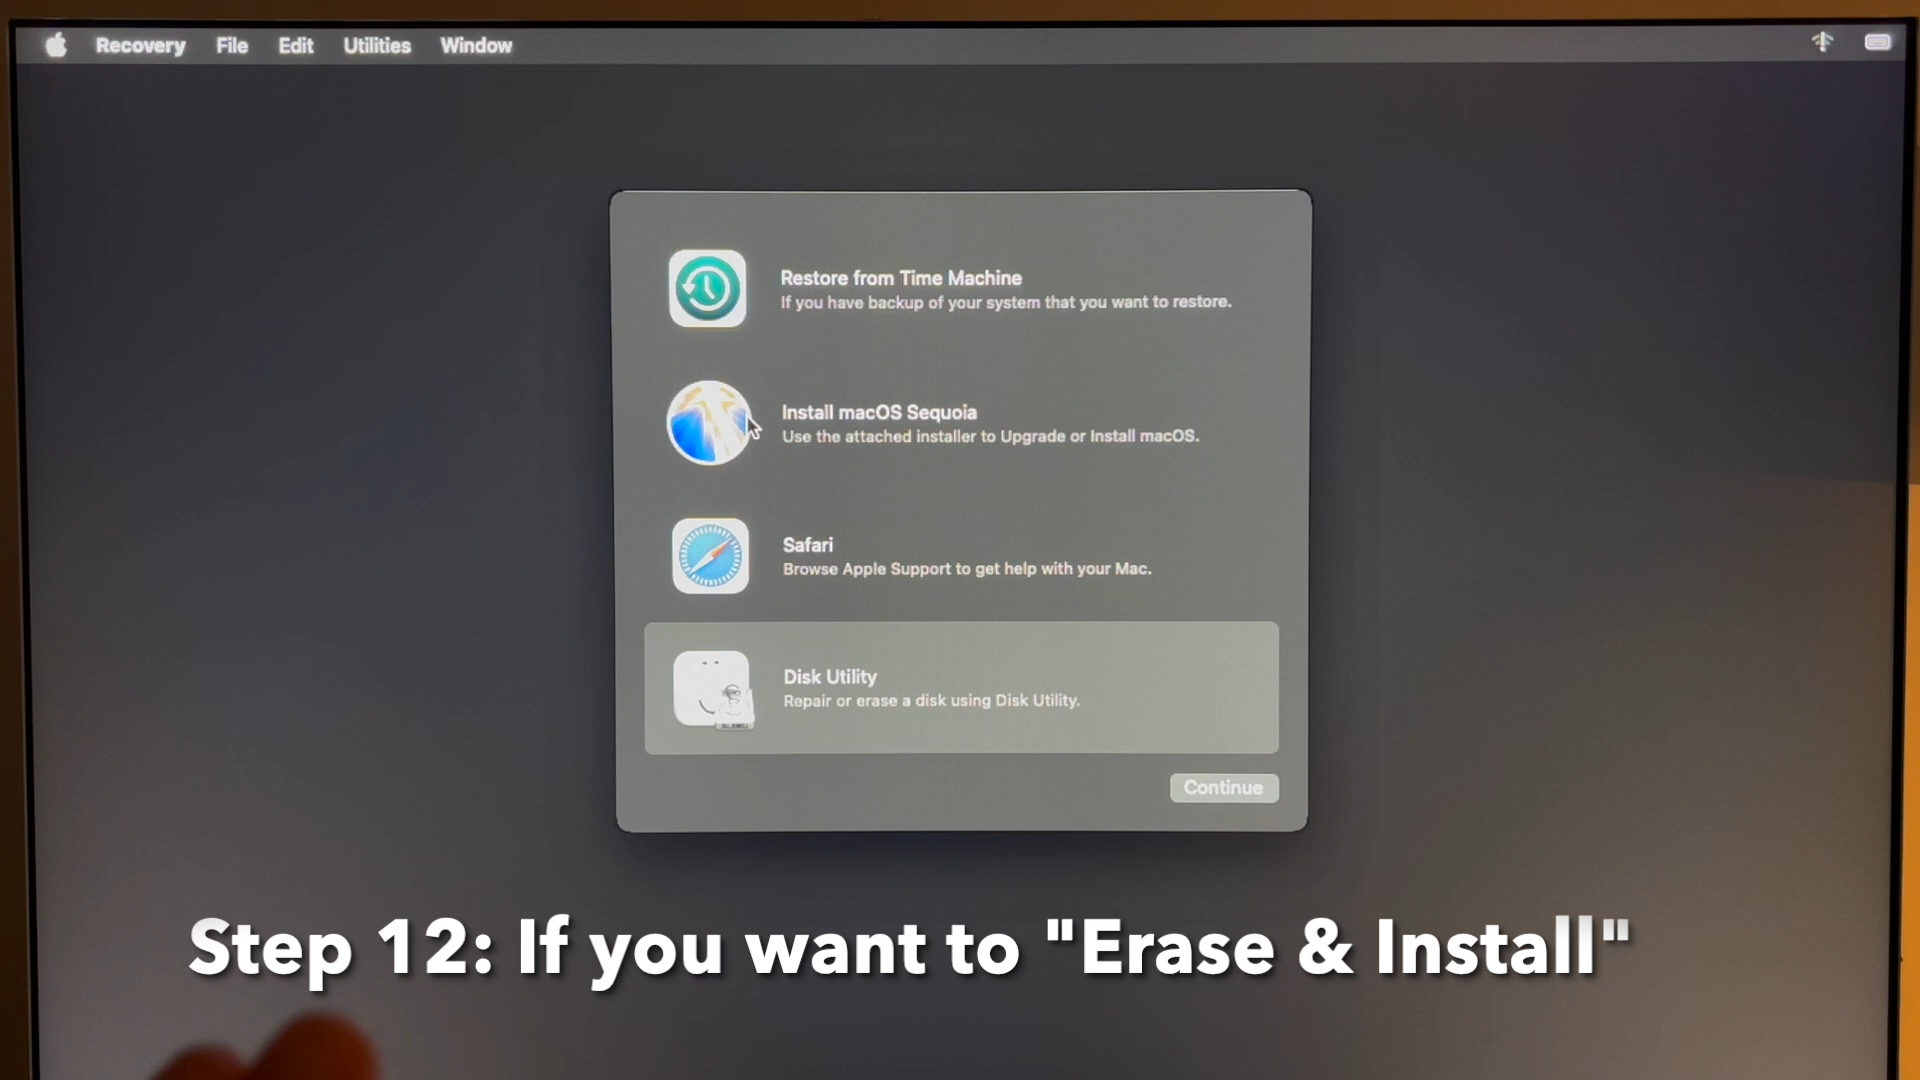 Recovery File Edit Utilities Window
Restore from Time Machine
If you have backup of your system that you want to restore.
Install macOS Sequoia
Use the attached installer to Upgrade or Install macOS.
Safari
Browse Apple Support to get help with your Mac.
Disk Utility
Repair or erase a disk using Disk Utility.
Continue
Step 12: If you want to "Erase & Install"